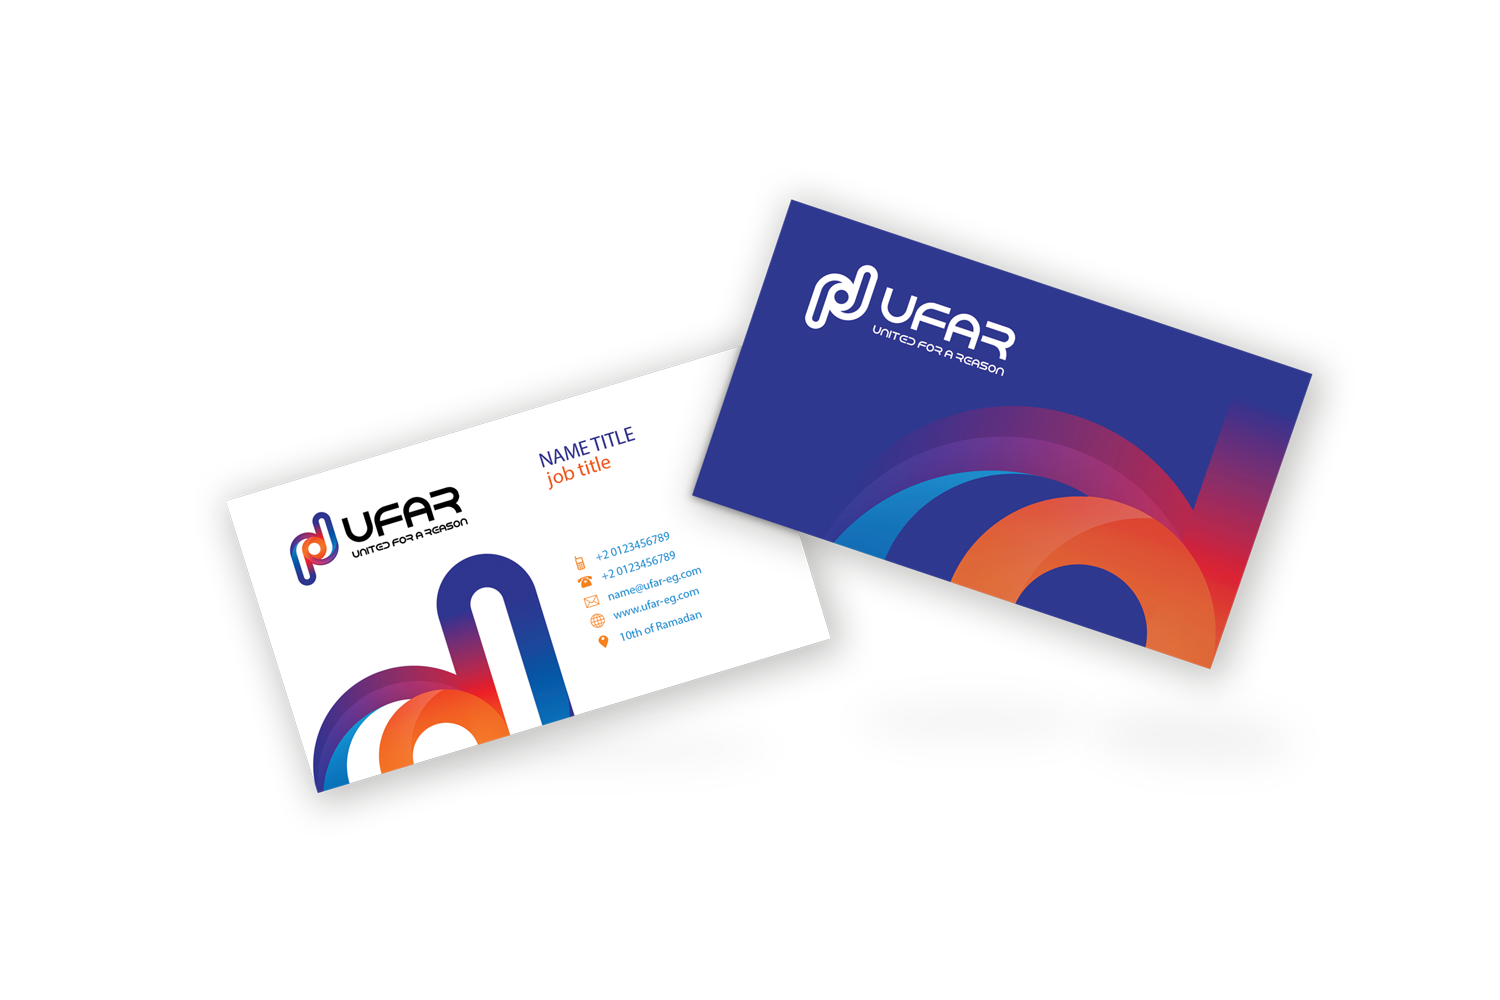 UFAR
UNITED FOR A REASON
NAME TITLE
job title
+2 0123456789
+2 0123456789
name@ufar-eg.com
www.ufar-eg.com
10th of Ramadan
UFAR
UNITED FOR A REASON